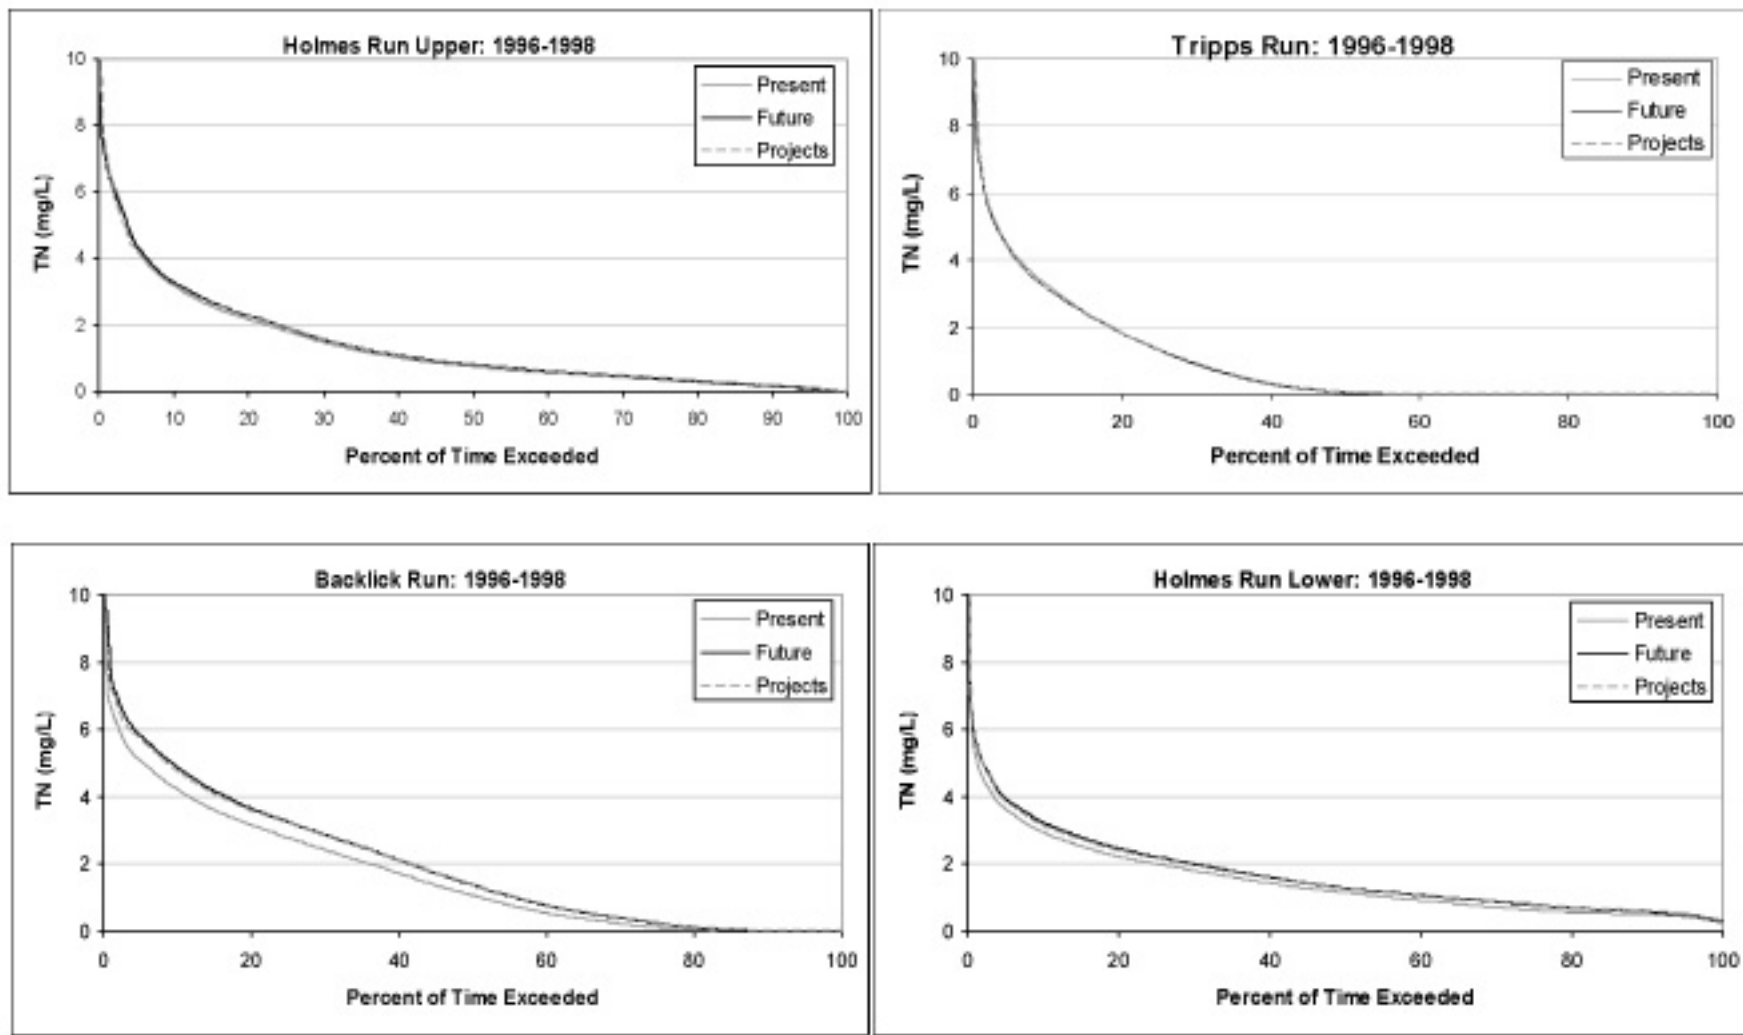 Holmes Run Upper: 1996-1998
Present
Future
Projects
TN (mg/L)
10
8
6
4
2
0
0 10 20 30 40 50 60 70 80 90 100
Percent of Time Exceeded
Tripps Run: 1996-1998
Present
Future
Projects
TN (mg/L)
10
8
6
4
2
0
0 20 40 60 80 100
Percent of Time Exceeded
Backlick Run: 1996-1998
Present
Future
Projects
TN (mg/L)
10
8
6
4
2
0
0 20 40 60 80 100
Percent of Time Exceeded
Holmes Run Lower: 1996-1998
Present
Future
Projects
TN (mg/L)
10
8
6
4
2
0
0 20 40 60 80 100
Percent of Time Exceeded